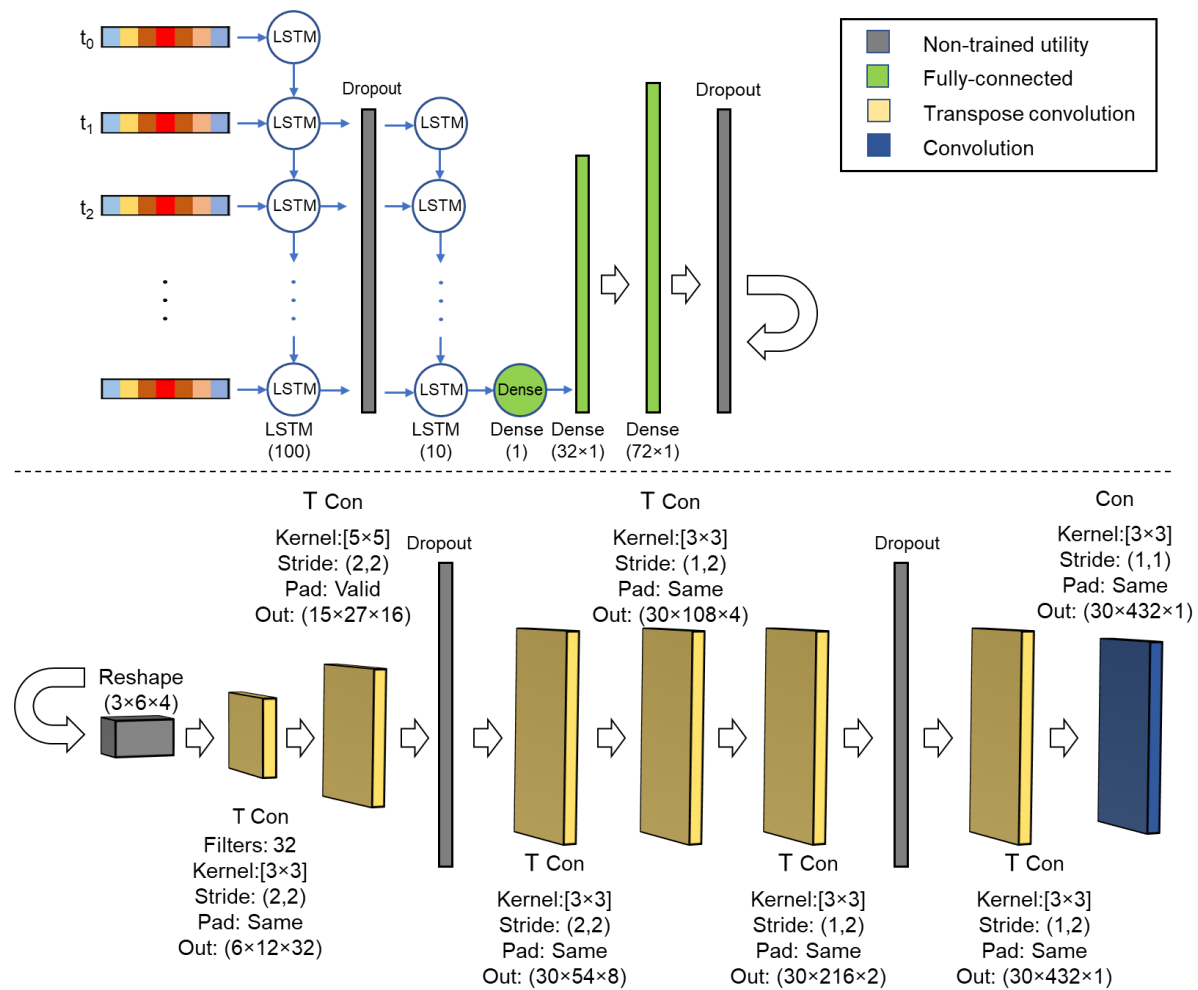 t0
LSTM
t1
LSTM
Dropout
LSTM
t2
LSTM
LSTM
LSTM
LSTM
Dense
LSTM
(100)
LSTM
(10)
Dense
(1)
Dense
(32×1)
Dense
(72×1)
Dropout
Non-trained utility
Fully-connected
Transpose convolution
Convolution
Reshape
(3×6×4)
T Con
Filters: 32
Kernel:[3×3]
Stride: (2,2)
Pad: Same
Out: (6×12×32)
T Con
Kernel:[5×5]
Stride: (2,2)
Pad: Valid
Out: (15×27×16)
Dropout
T Con
Kernel:[3×3]
Stride: (2,2)
Pad: Same
Out: (30×54×8)
T Con
Kernel:[3×3]
Stride: (1,2)
Pad: Same
Out: (30×108×4)
T Con
Kernel:[3×3]
Stride: (1,2)
Pad: Same
Out: (30×216×2)
Dropout
T Con
Kernel:[3×3]
Stride: (1,2)
Pad: Same
Out: (30×432×1)
Con
Kernel:[3×3]
Stride: (1,1)
Pad: Same
Out: (30×432×1)